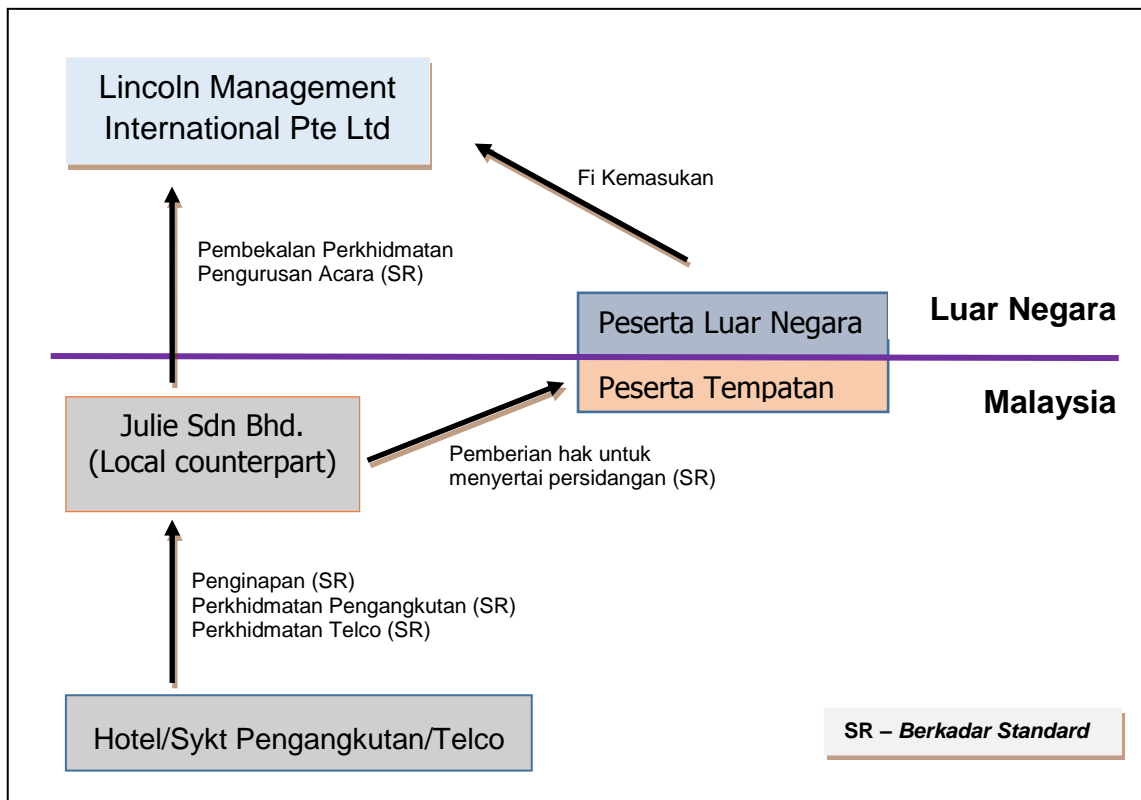 Lincoln Management
International Pte Ltd
Fi Kemasukan
Pembekalan Perkhidmatan
Pengurusan Acara (SR)
Peserta Luar Negara
Luar Negara
Peserta Tempatan
Malaysia
Julie Sdn Bhd.
(Local counterpart)
Pemberian hak untuk
menyertai persidangan (SR)
Penginapan (SR)
Perkhidmatan Pengangkutan (SR)
Perkhidmatan Telco (SR)
Hotel/Sykt Pengangkutan/Telco
SR – Berkadar Standard